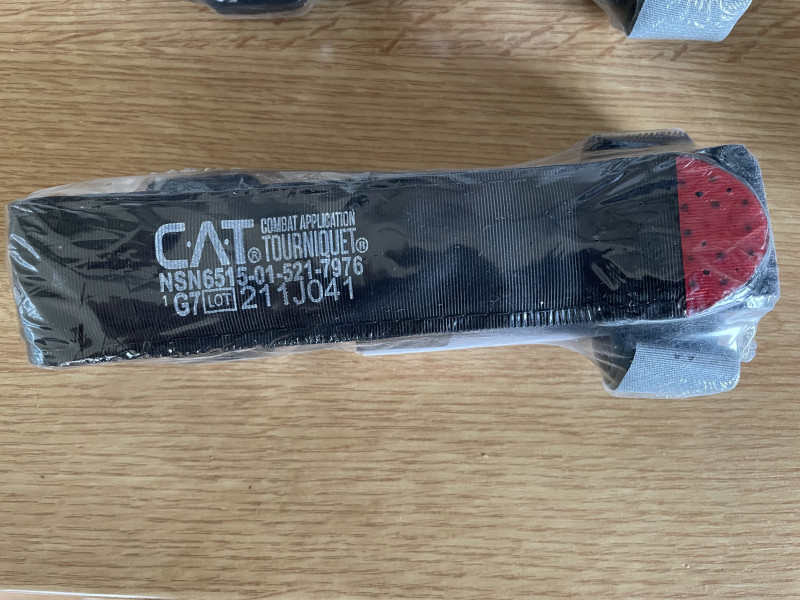 C·A·T® COMBAT APPLICATION
TOURNIQUET®
NSN6515-01-521-7976
1 G7 LOT 211J041